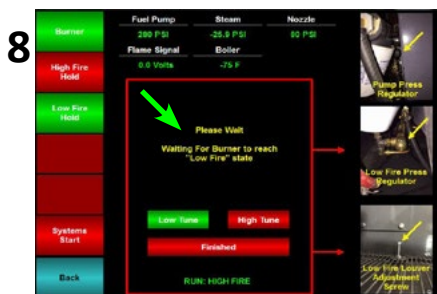 8
Burner
High Fire
Hold
Low Fire
Hold
Systems
Start
Back
Fuel Pump
Steam
Nozzle
280 PSI
-25.9 PSI
80 PSI
Flame Signal
Boiler
0.0 Volts
-75 F
Please Wait
Waiting For Burner to reach
"Low Fire" state
Low Tune
High Tune
Finished
RUN: HIGH FIRE
Pump Press
Regulator
Low Fire Press
Regulator
Low Fire Louver
Adjustment
Screw